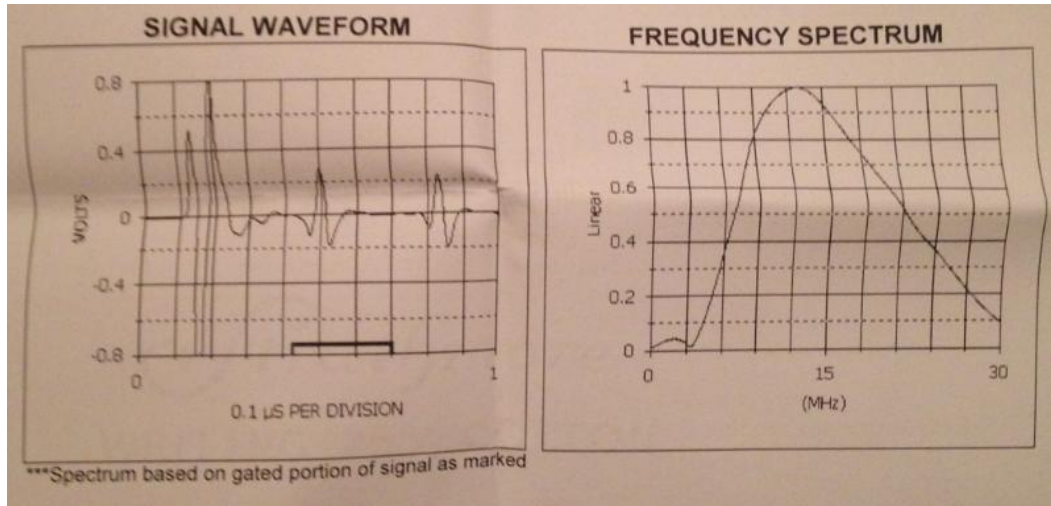 SIGNAL WAVEFORM
0.8
0.4
0
-0.4
-0.8
VOLTS
0
1
0.1 µS PER DIVISION
***Spectrum based on gated portion of signal as marked
FREQUENCY SPECTRUM
1
0.8
0.6
0.4
0.2
0
Linear
0
15
30
(MHz)